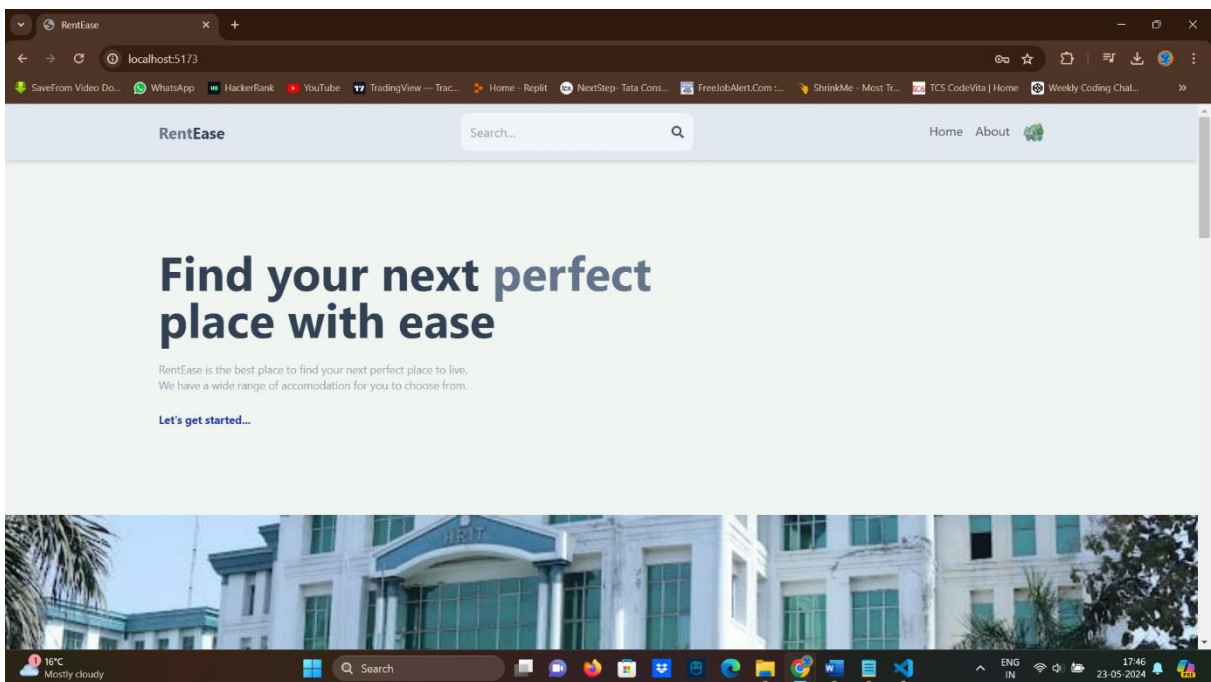 RentEase
localhost:5173
SaveFrom Video Do... WhatsApp HackerRank YouTube TradingView — Trac... Home - Replit NextStep- Tata Cons... FreeJobAlert.Com :... ShrinkMe - Most Tr... TCS CodeVita | Home Weekly Coding Chal...
RentEase Search... Home About
Find your next perfect
place with ease
RentEase is the best place to find your next perfect place to live.
We have a wide range of accomodation for you to choose from.
Let's get started...
HRIT
1 16°C
Mostly cloudy
Search
ENG
IN
17:46
23-05-2024